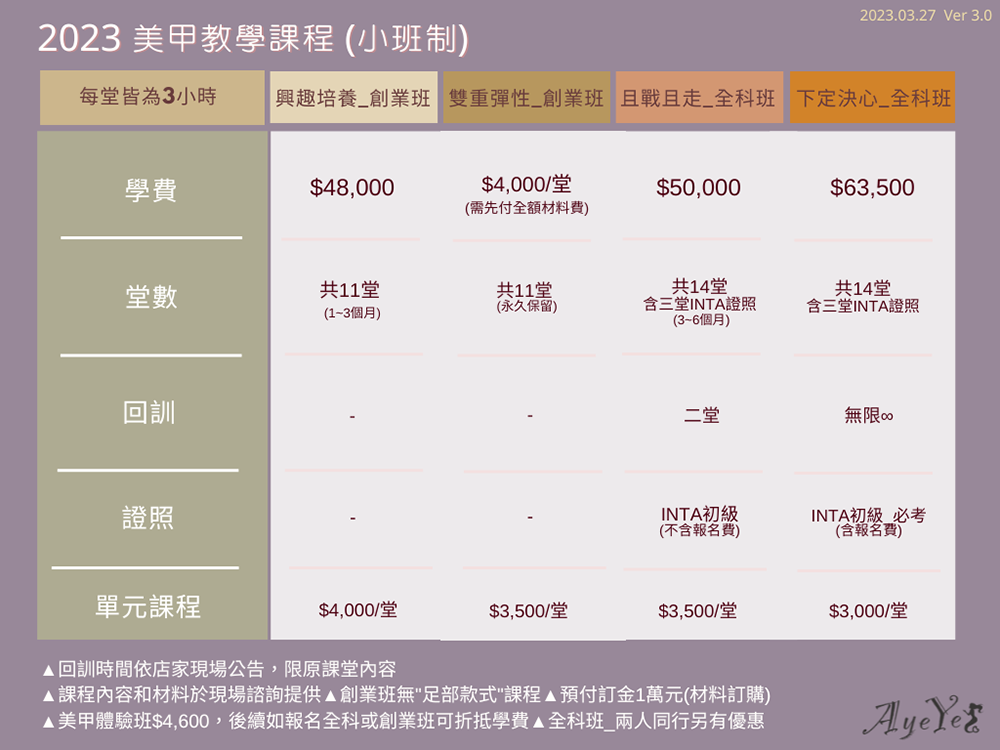 2023.03.27 Ver 3.0
2023 美甲教學課程 (小班制)
每堂皆為3小時
興趣培養_創業班
雙重彈性_創業班
且戰且走_全科班
下定決心_全科班
學費
$48,000
$4,000/堂
(需先付全額材料費)
$50,000
$63,500
堂數
共11堂
(1~3個月)
共11堂
(永久保留)
共14堂
含三堂INTA證照
(3~6個月)
共14堂
含三堂INTA證照
回訓
-
-
二堂
無限∞
證照
-
-
INTA初級
(不含報名費)
INTA初級_必考
(含報名費)
單元課程
$4,000/堂
$3,500/堂
$3,500/堂
$3,000/堂
▲回訓時間依店家現場公告，限原課堂內容
▲課程內容和材料於現場諮詢提供▲創業班無"足部款式"課程▲預付訂金1萬元(材料訂購)
▲美甲體驗班$4,600，後續如報名全科或創業班可折抵學費▲全科班_兩人同行另有優惠
AyeYee